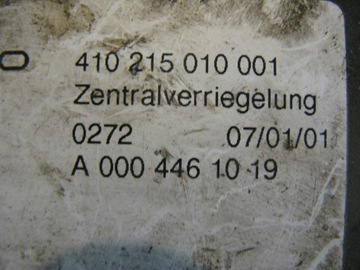 410 215 010 001
Zentralverriegelung
0272 07/01/01
A 000 446 10 19